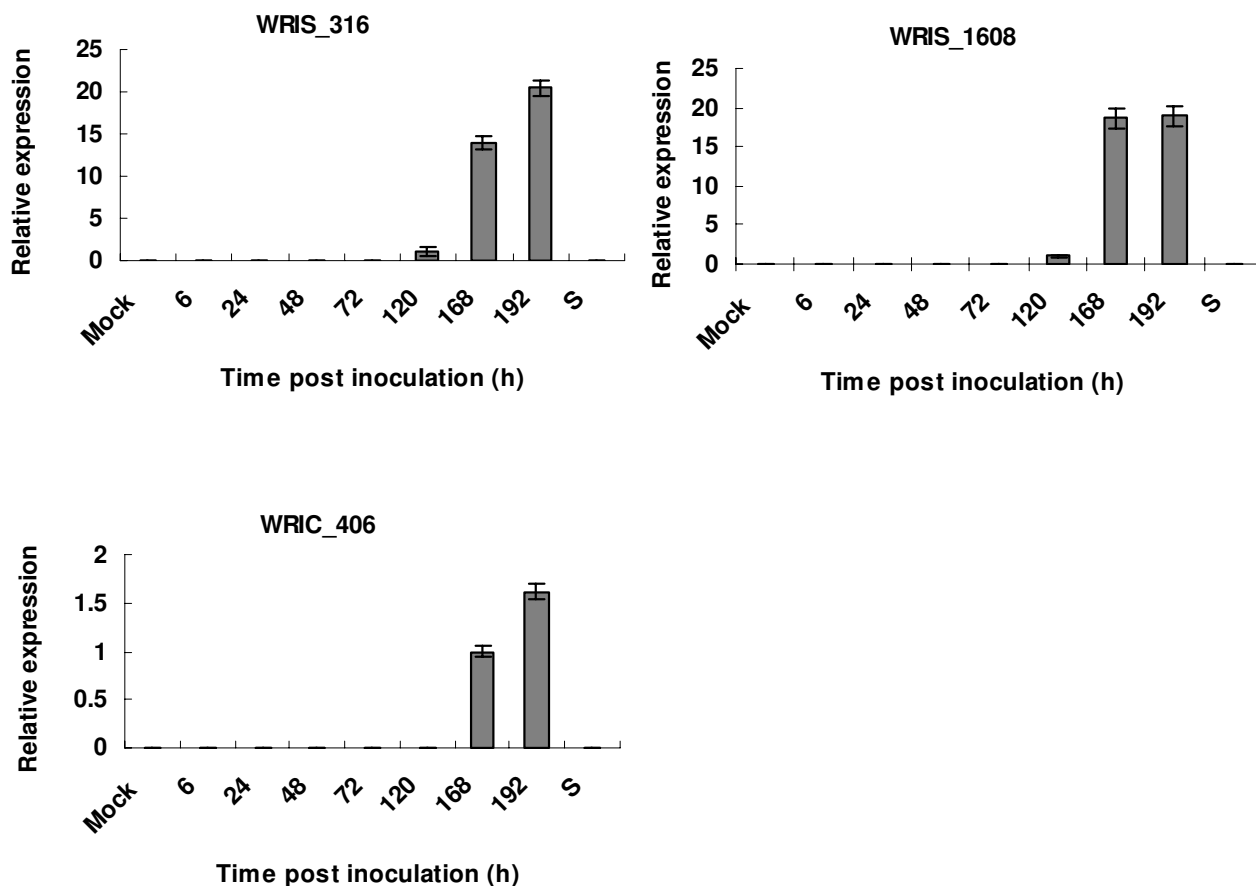 WRIS_316
Relative expression
25
20
15
10
5
0
Mock 6 24 48 72 120 168 192 S
Time post inoculation (h)
WRIS_1608
Relative expression
25
20
15
10
5
0
Mock 6 24 48 72 120 168 192 S
Time post inoculation (h)
WRIC_406
Relative expression
2
1.5
1
0.5
0
Mock 6 24 48 72 120 168 192 S
Time post inoculation (h)